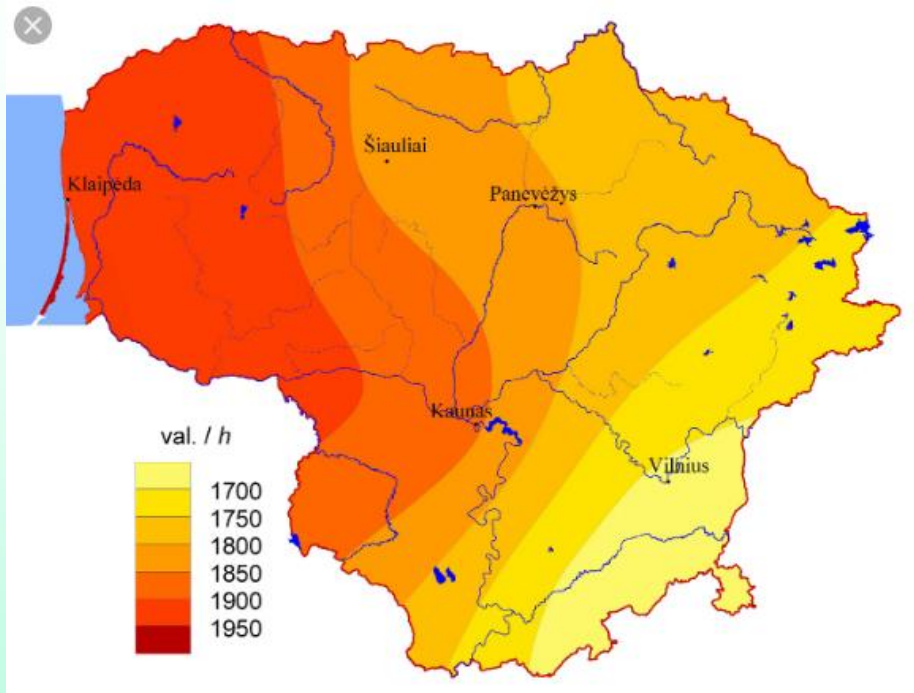 Šiauliai
Klaipėda
Panevėžys
Kaunas
val. / h
Vilnius
1700
1750
1800
1850
1900
1950